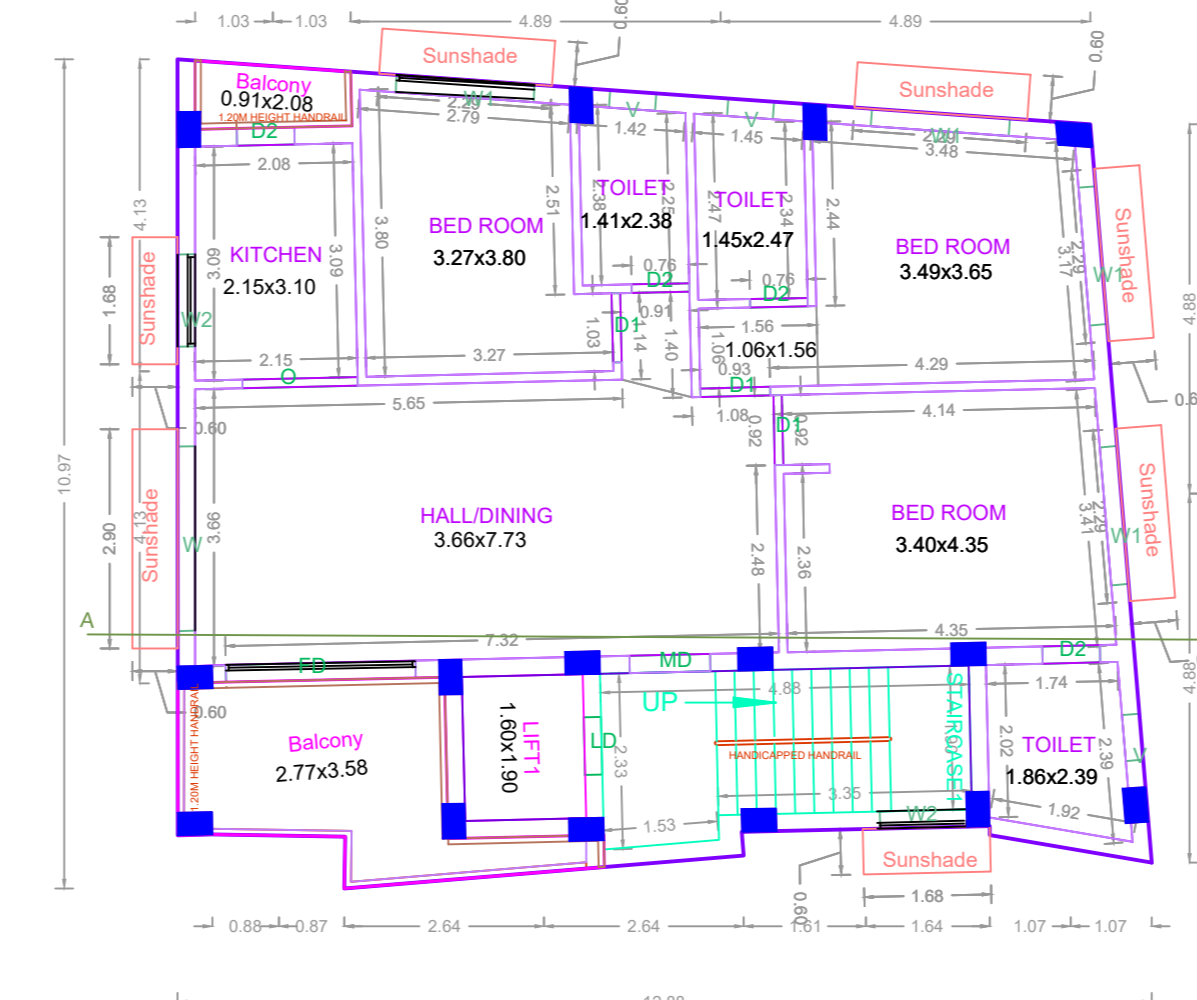 1.03
1.03
4.89
0.60
4.89
0.60
Sunshade
Sunshade
Balcony
0.91x2.08
1.20M HEIGHT HANDRAIL
D2
W1
2.29
2.79
V
1.42
V
1.45
W1
3.48
2.08
4.13
3.09
3.09
3.80
2.51
2.38
2.25
2.47
2.34
2.44
TOILET
1.41x2.38
TOILET
1.45x2.47
BED ROOM
3.27x3.80
BED ROOM
3.49x3.65
KITCHEN
2.15x3.10
Sunshade
1.68
W2
2.29
3.17
W1
Sunshade
4.88
0.76
D2
0.76
D2
0.91
D1
1.03
1.14
1.40
1.56
1.06
1.06x1.56
0.93
D1
2.15
O
3.27
4.29
5.65
0.60
1.08
0.92
D1
0.92
4.14
10.97
2.90
4.13
Sunshade
W
3.66
HALL/DINING
3.66x7.73
2.48
2.36
BED ROOM
3.40x4.35
2.29
3.41
W1
Sunshade
A
7.32
4.35
FD
MD
D2
4.88
0.60
1.20M HEIGHT HANDRAIL
Balcony
2.77x3.58
LIFT1
1.60x1.90
LD
2.33
4.88
UP
HANDICAPPED HANDRAIL
STAIRCASE1
3.35
1.53
W2
1.74
2.02
2.39
TOILET
1.86x2.39
V
1.92
Sunshade
0.60
1.68
0.88
0.87
2.64
2.64
1.61
1.64
1.07
1.07